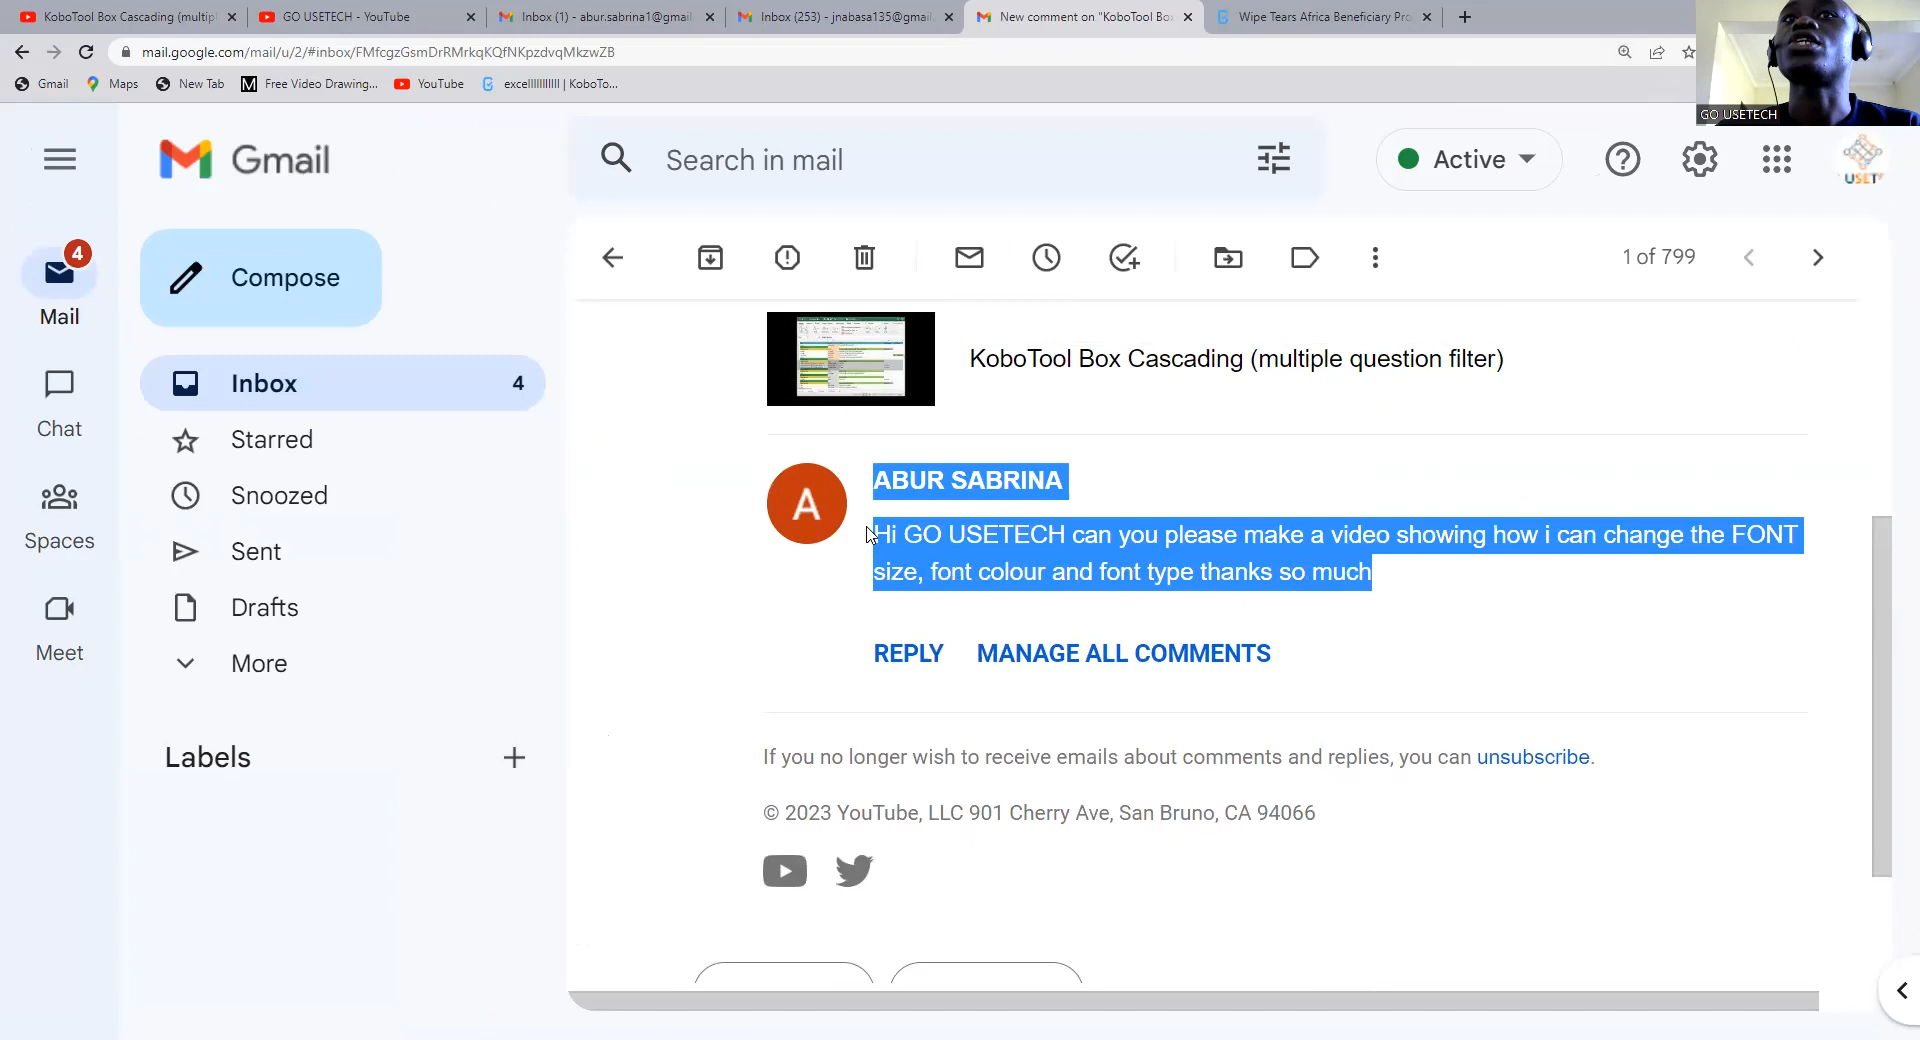 KoboTool Box Cascading (multipl
GO USETECH - YouTube
Inbox (1) - abur.sabrina1@gmail
Inbox (253) - jnabasa135@gmail.
New comment on "KoboTool Box
Wipe Tears Africa Beneficiary Pro
mail.google.com/mail/u/2/#inbox/FMfcgzGsmDrRMrkqKQfNKpzdvqMkzwZB
Gmail
Maps
New Tab
Free Video Drawing...
YouTube
excelllllllllll | KoboTo...
GO USETECH
Gmail
Search in mail
Active
USET
4
Mail
Compose
1 of 799
Inbox 4
KoboTool Box Cascading (multiple question filter)
Chat
Starred
Snoozed
Spaces
Sent
Drafts
Meet
More
A
ABUR SABRINA
Hi GO USETECH can you please make a video showing how i can change the FONT
size, font colour and font type thanks so much
REPLY MANAGE ALL COMMENTS
Labels
If you no longer wish to receive emails about comments and replies, you can unsubscribe.
© 2023 YouTube, LLC 901 Cherry Ave, San Bruno, CA 94066